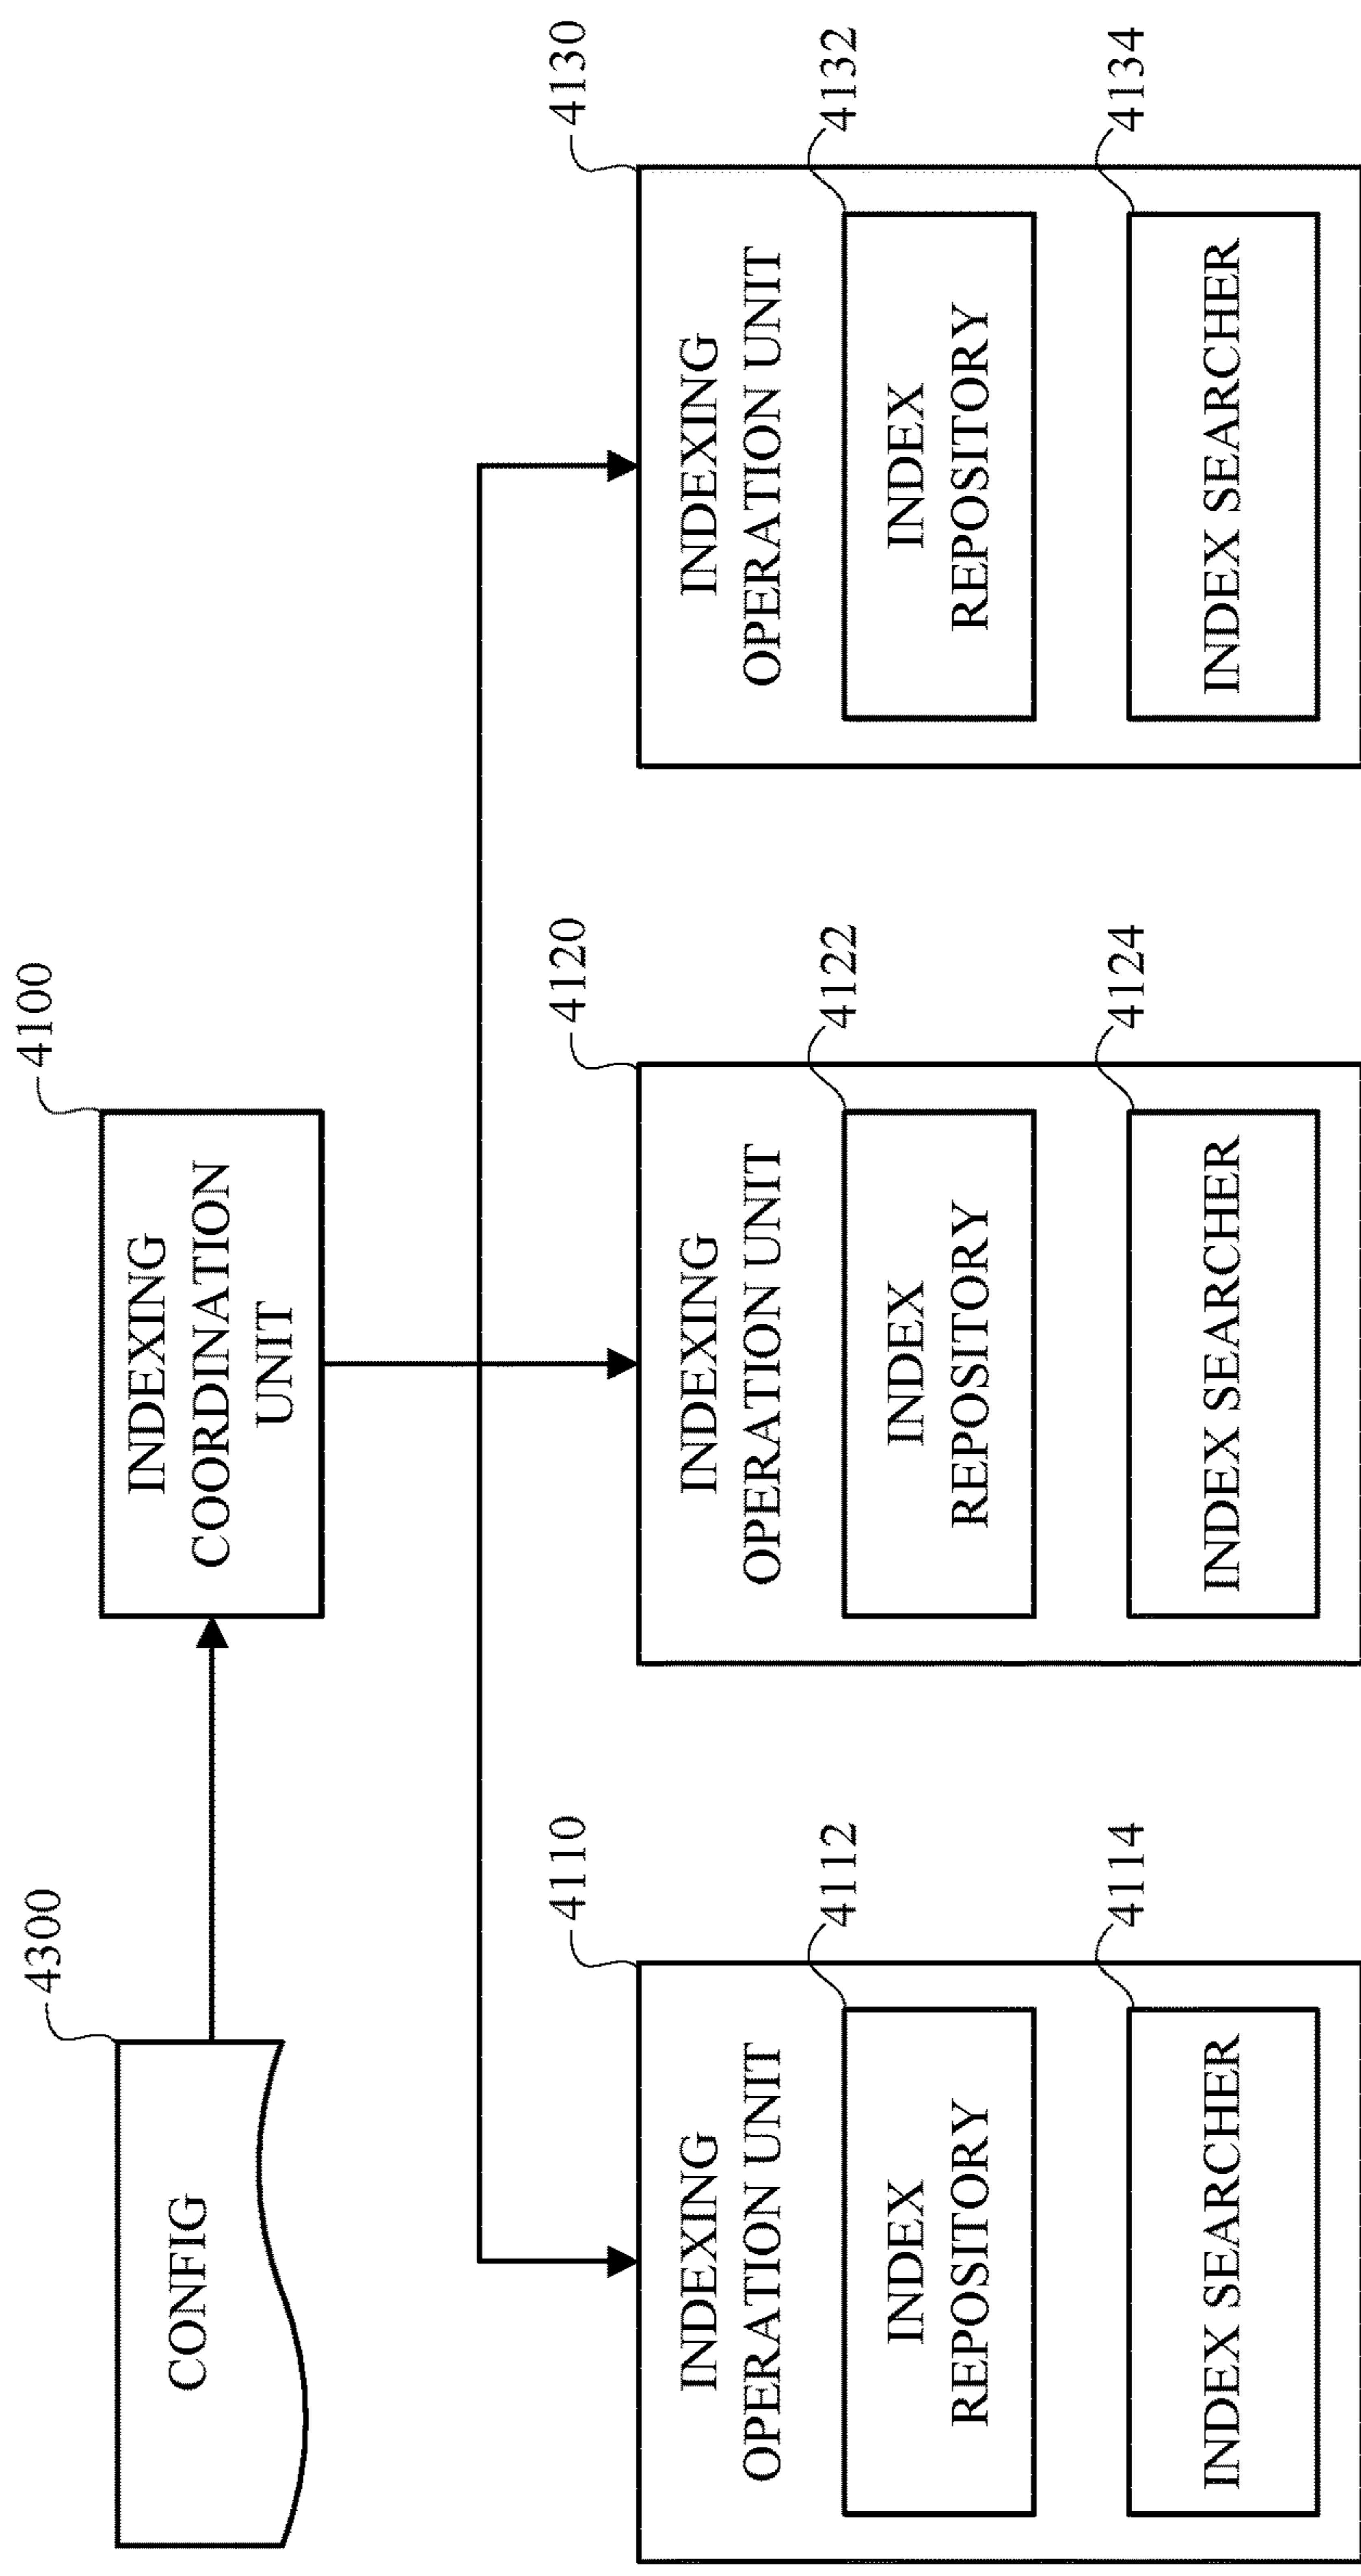 4300
CONFIG
4100
INDEXING
COORDINATION
UNIT
4110
INDEXING
OPERATION UNIT
4112
INDEX
REPOSITORY
4114
INDEX SEARCHER
4120
INDEXING
OPERATION UNIT
4122
INDEX
REPOSITORY
4124
INDEX SEARCHER
4130
INDEXING
OPERATION UNIT
4132
INDEX
REPOSITORY
4134
INDEX SEARCHER